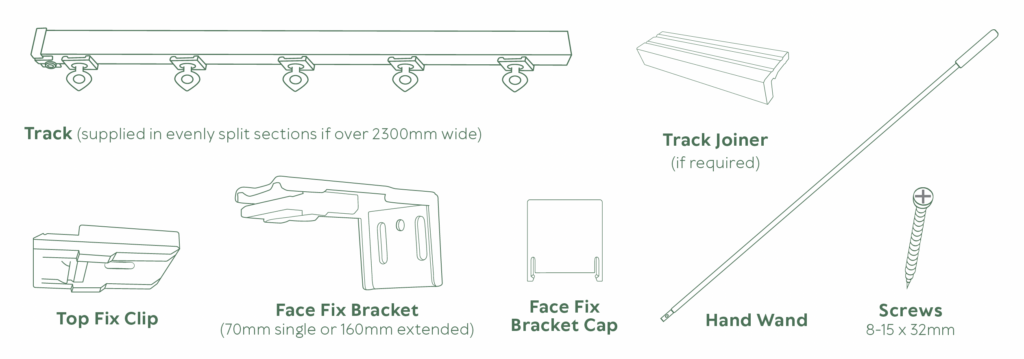 Track (supplied in evenly split sections if over 2300mm wide)
Track Joiner
(if required)
Top Fix Clip
Face Fix Bracket
(70mm single or 160mm extended)
Face Fix
Bracket Cap
Hand Wand
Screws
8-15 x 32mm